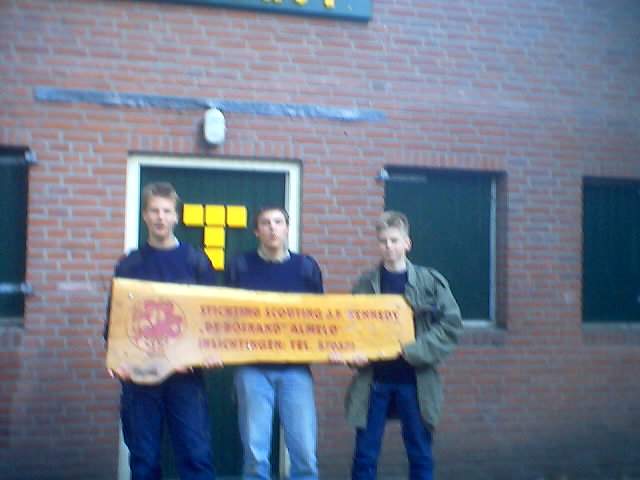 STICHTING SCOUTING J.F. KENNEDY
"DE BOSRAND" ALMELO
INLICHTINGEN: TEL.